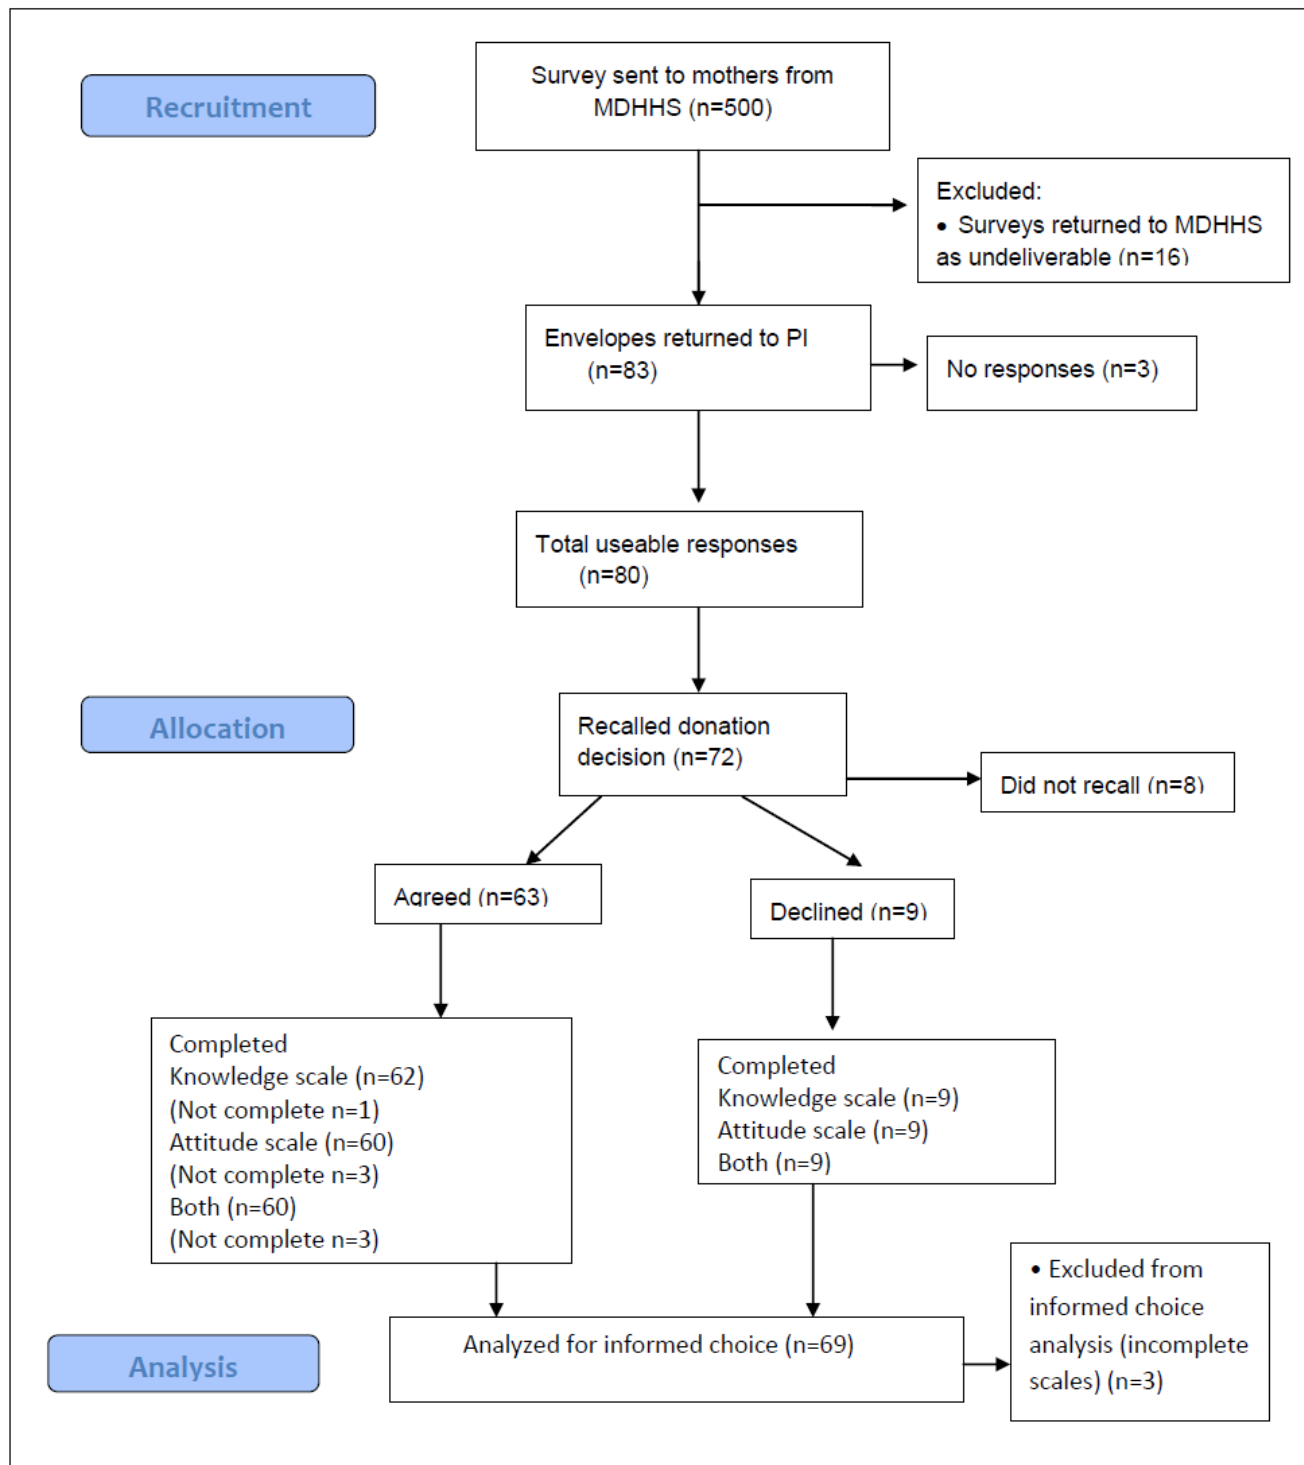 Recruitment
Survey sent to mothers from
MDHHS (n=500)
Excluded:
• Surveys returned to MDHHS
as undeliverable (n=16)
Envelopes returned to PI
(n=83)
No responses (n=3)
Total useable responses
(n=80)
Allocation
Recalled donation
decision (n=72)
Did not recall (n=8)
Agreed (n=63)
Declined (n=9)
Completed
Knowledge scale (n=62)
(Not complete n=1)
Attitude scale (n=60)
(Not complete n=3)
Both (n=60)
(Not complete n=3)
Completed
Knowledge scale (n=9)
Attitude scale (n=9)
Both (n=9)
Analysis
Analyzed for informed choice (n=69)
• Excluded from
informed choice
analysis (incomplete
scales) (n=3)